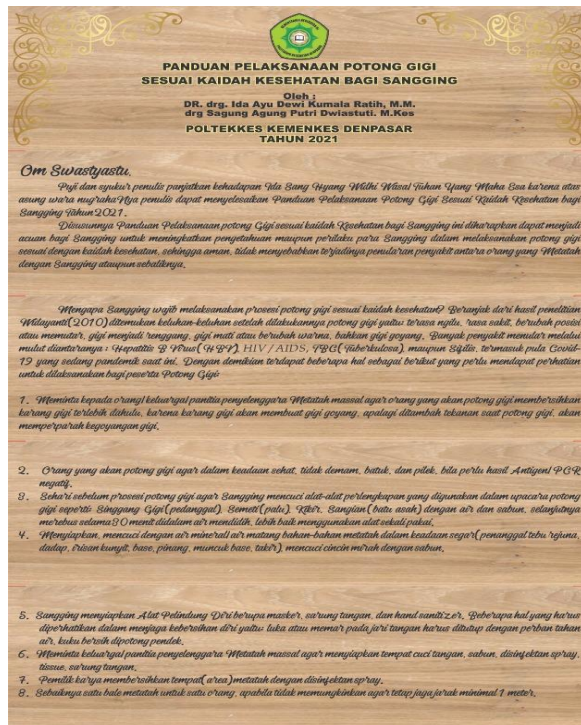 PANDUAN PELAKSANAAN POTONG GIGI
SESUAI KAIDAH KESEHATAN BAGI SANGGING
Oleh :
DR. drg. Ida Ayu Dewi Kumala Ratih, M.M.
drg Sagung Agung Putri Dwiastuti. M.Kes
POLTEKKES KEMENKES DENPASAR
TAHUN 2021
Om Swastyastu,
Puji dan syukur penulis panjatkan kehadapan Ida Sang Hyang Widhi Wasa/Tuhan Yang Maha Esa karena atas
asung wara nugraha Nya penulis dapat menyelesaikan Panduan Pelaksanaan Potong Gigi Sesuai Kaidah Kesehatan bagi
Sangging Tahun 2021.
Disusunnya Panduan Pelaksanaan potong Gigi sesuai kaidah Kesehatan bagi Sangging ini diharapkan dapat menjadi
acuan bagi Sangging untuk meningkatkan pengetahuan maupun perilaku para Sangging dalam melaksanakan potong gigi
sesuai dengan kaidah kesehatan, sehingga aman, tidak menyebabkan terjadinya penularan penyakit antara orang yang Metatah
dengan Sangging ataupun sebaliknya.
Mengapa Sangging wajib melaksanakan prosesi potong gigi sesuai kaidah kesehatan? Beranjak dari hasil penelitian
Widayanti(2010) ditemukan keluhan-keluhan setelah dilakukannya potong gigi yaitu: terasa ngilu, rasa sakit, berubah posisi
atau memutar, gigi menjadi renggang, gigi mati atau berubah warna, bahkan gigi goyang, Banyak penyakit menular melalui
mulut diantaranya : Hepatitis B Virus( HBV), HIV/AIDS, TBC( Tuberkulosa), maupun Sifilis, termasuk pula Covid-
19 yang sedang pandemik saat ini, Dengan demikian terdapat beberapa hal sebagai berikut yang perlu mendapat perhatian
untuk dilaksanakan bagi peserta Potong Gigi:
1. Meminta kepada orang/ keluarga/ panitia penyelenggara Metatah massal agar orang yang akan potong gigi membersihkan
karang gigi terlebih dahulu, karena karang gigi akan membuat gigi goyang, apalagi ditambah tekanan saat potong gigi, akan
memperparah kegoyangan gigi,
2. Orang yang akan potong gigi agar dalam keadaan sehat, tidak demam, batuk, dan pilek, bila perlu hasil Antigen/ PCR
negatif,
3. Sehari sebelum prosesi potong gigi agar Sangging mencuci alat-alat perlengkapan yang digunakan dalam upacara potong
gigi seperti: Singgang Gigi(pedanggal), Semeti(palu), Kikir, Sangian(batu asah) dengan air dan sabun, selanjutnya
merebus selama 30 menit didalam air mendidih, lebih baik menggunakan alat sekali pakai,
4. Menyiapkan, mencuci dengan air mineral/ air matang bahan-bahan metatah dalam keadaan segar( penanggal tebu rejuna,
dadap, irisan kunyit, base, pinang, muncuk base, takir), mencuci cincin mirah dengan sabun,
5. Sangging menyiapkan Alat Pelindung Diri berupa masker, sarung tangan, dan hand sanitizer, Beberapa hal yang harus
diperhatikan dalam menjaga kebersihan diri yaitu: luka atau memar pada jari tangan harus ditutup dengan perban tahan
air, kuku bersih dipotong pendek,
6. Meminta keluarga/ panitia penyelenggara Metatah massal agar menyiapkan tempat cuci tangan, sabun, disinfektan spray,
tissue, sarung tangan,
7. Pemilik karya membersihkan tempat( area) metatah dengan disinfektan spray,
8. Sebaiknya satu bale metatah untuk satu orang, apabila tidak memungkinkan agar tetap jaga jarak minimal 1 meter,